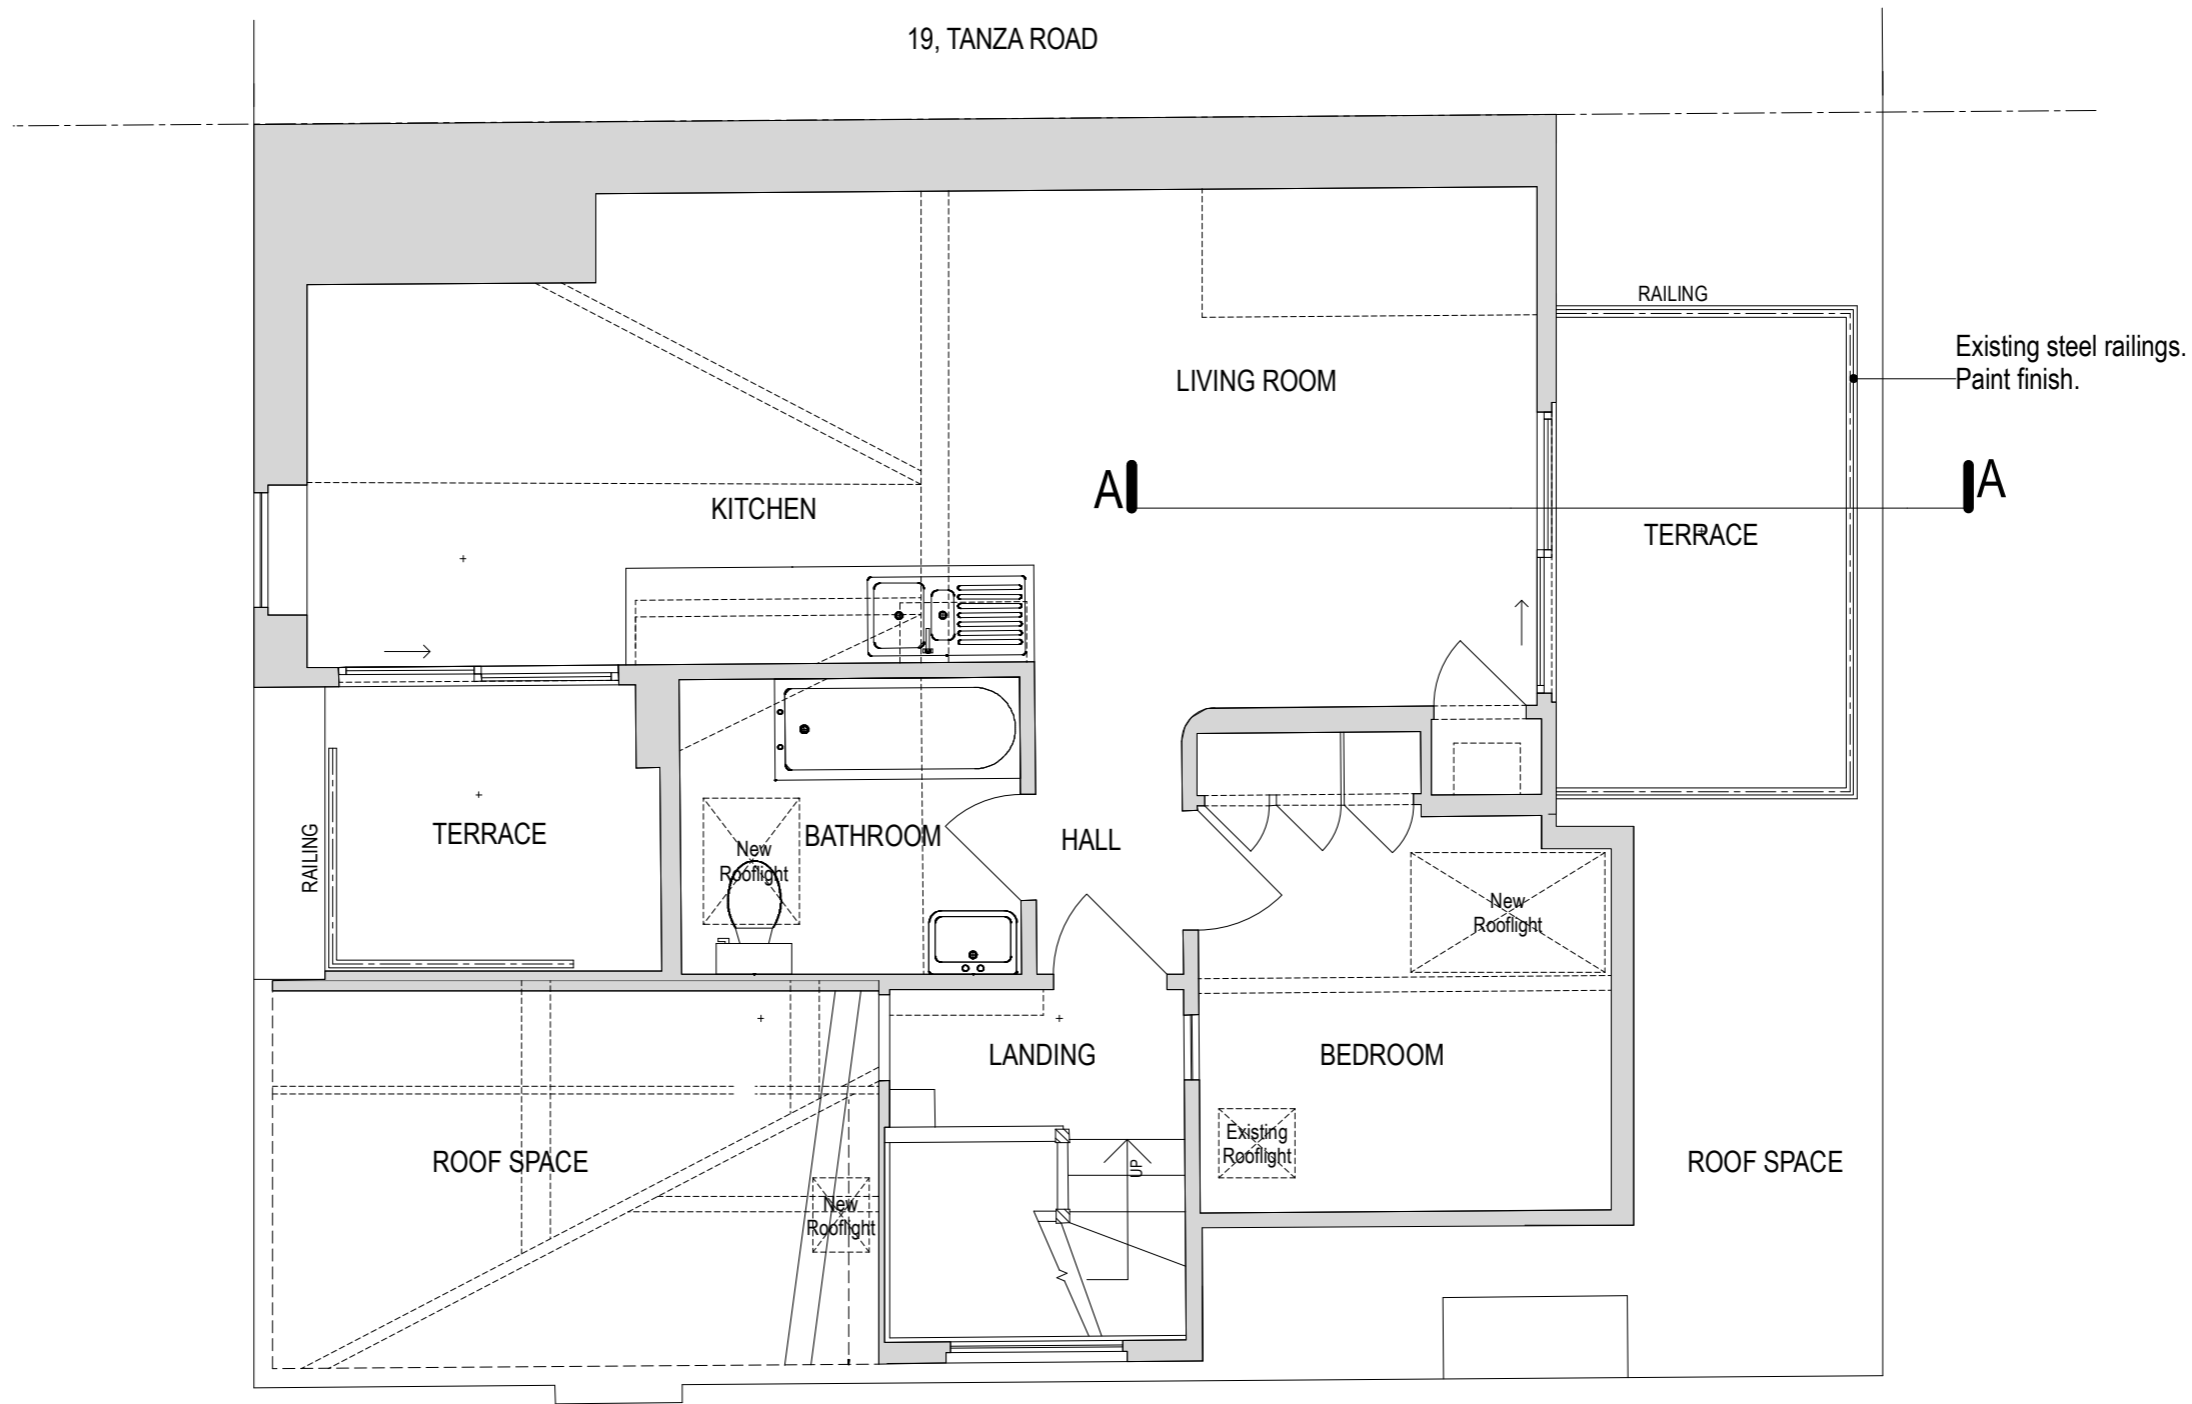 19, TANZA ROAD
RAILING
Existing steel railings.
Paint finish.
LIVING ROOM
A
A
KITCHEN
TERRACE
TERRACE
RAILING
New
Rooflight
BATHROOM
HALL
New
Rooflight
LANDING
BEDROOM
Existing
Rooflight
UP
ROOF SPACE
New
Rooflight
ROOF SPACE